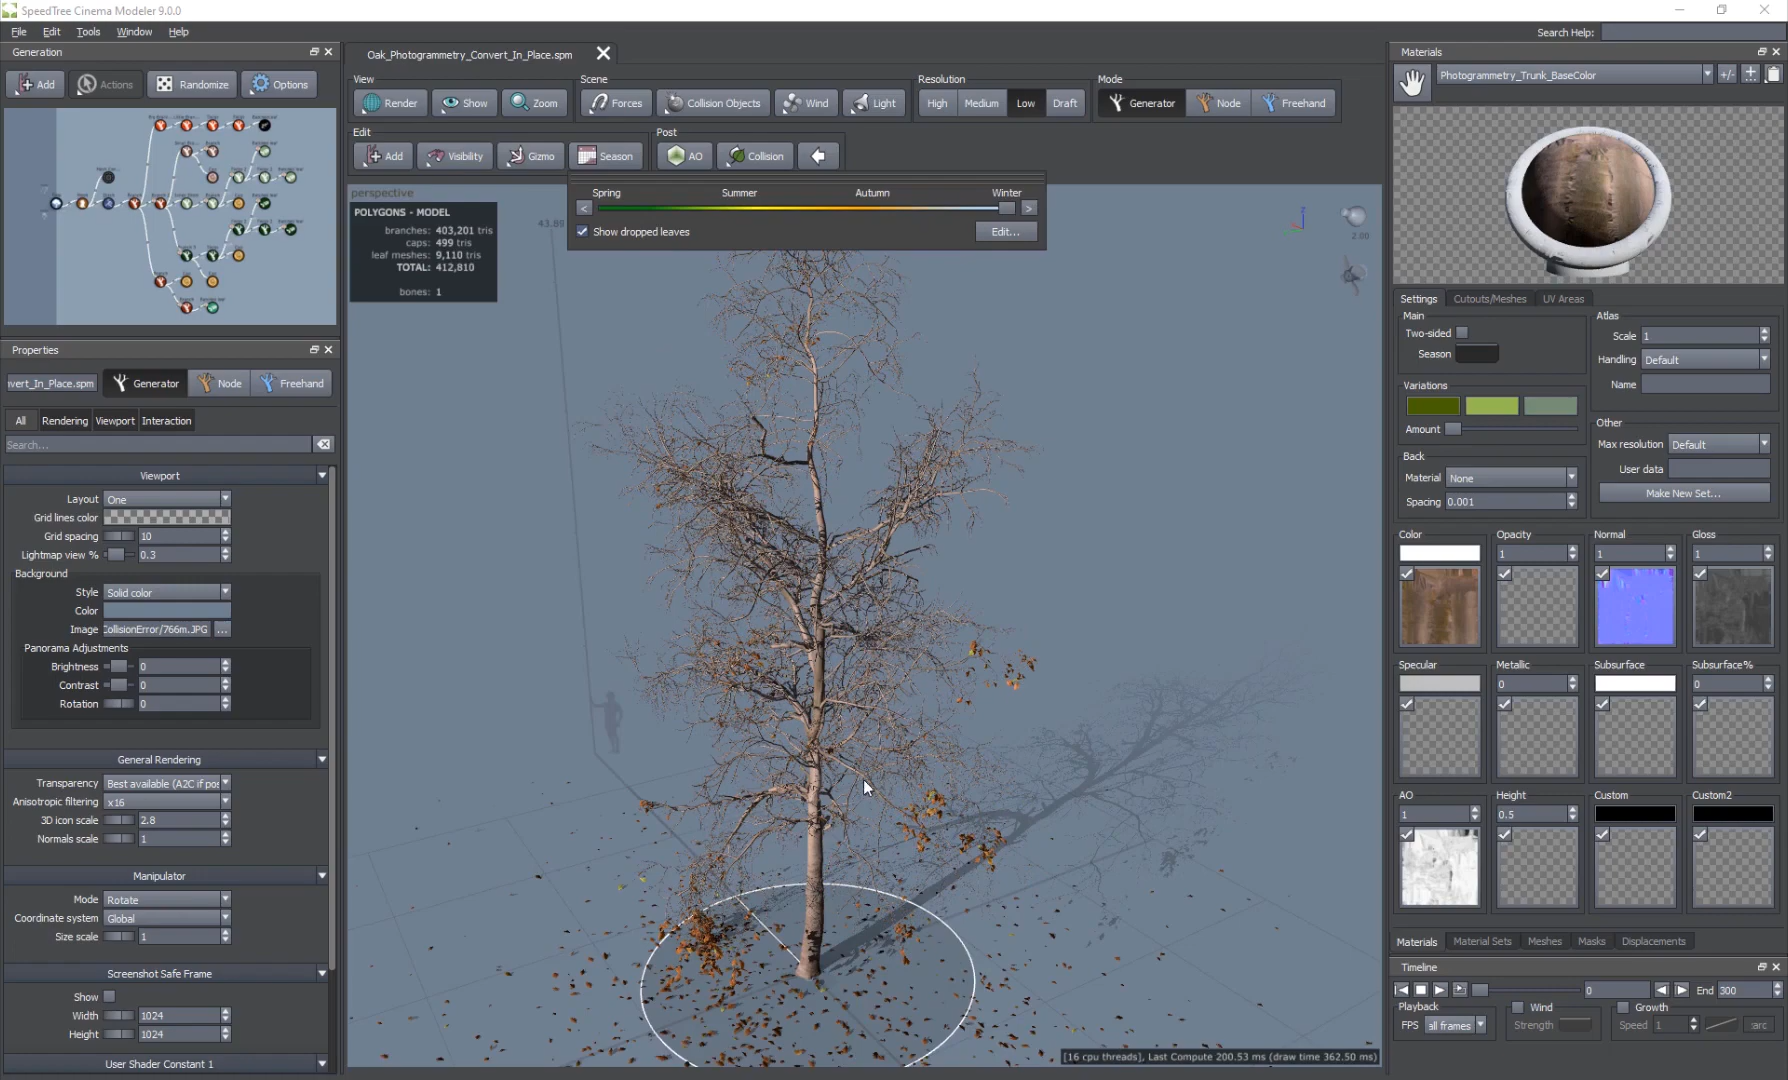 SpeedTree Cinema Modeler 9.0.0
File Edit Tools Window Help
Search Help:
Generation
Add Actions Randomize Options
Oak_Photogrammetry_Convert_In_Place.spm
View
Render Show Zoom
Scene
Forces Collision Objects Wind Light
Resolution
High Medium Low Draft
Mode
Generator Node Freehand
Edit
Add Visibility Gizmo Season
Post
AO Collision
Spring Summer Autumn Winter
< >
Show dropped leaves
Edit...
perspective
POLYGONS - MODEL
branches: 403,201 tris
caps: 499 tris
leaf meshes: 9,110 tris
TOTAL: 412,810
bones: 1
43.89
Z
2.00
[16 cpu threads], Last Compute 200.53 ms (draw time 362.50 ms)
Properties
nvert_In_Place.spm Generator Node Freehand
All Rendering Viewport Interaction
Search...
Viewport
Layout One
Grid lines color
Grid spacing 10
Lightmap view % 0.3
Background
Style Solid color
Color
Image CollisionError/766m.JPG ...
Panorama Adjustments
Brightness 0
Contrast 0
Rotation 0
General Rendering
Transparency Best available (A2C if pos
Anisotropic filtering x16
3D icon scale 2.8
Normals scale 1
Manipulator
Mode Rotate
Coordinate system Global
Size scale 1
Screenshot Safe Frame
Show
Width 1024
Height 1024
User Shader Constant 1
Materials
Photogrammetry_Trunk_BaseColor +/-
Settings Cutouts/Meshes UV Areas
Main
Two-sided
Season
Variations
Amount
Back
Material None
Spacing 0.001
Atlas
Scale 1
Handling Default
Name
Other
Max resolution Default
User data
Make New Set...
Color Opacity Normal Gloss
1 1 1
Specular Metallic Subsurface Subsurface%
0 0
AO Height Custom Custom2
1 0.5
Materials Material Sets Meshes Masks Displacements
Timeline
0 End 300
Playback
FPS all frames
Wind
Strength
Growth
Speed 1 :arc